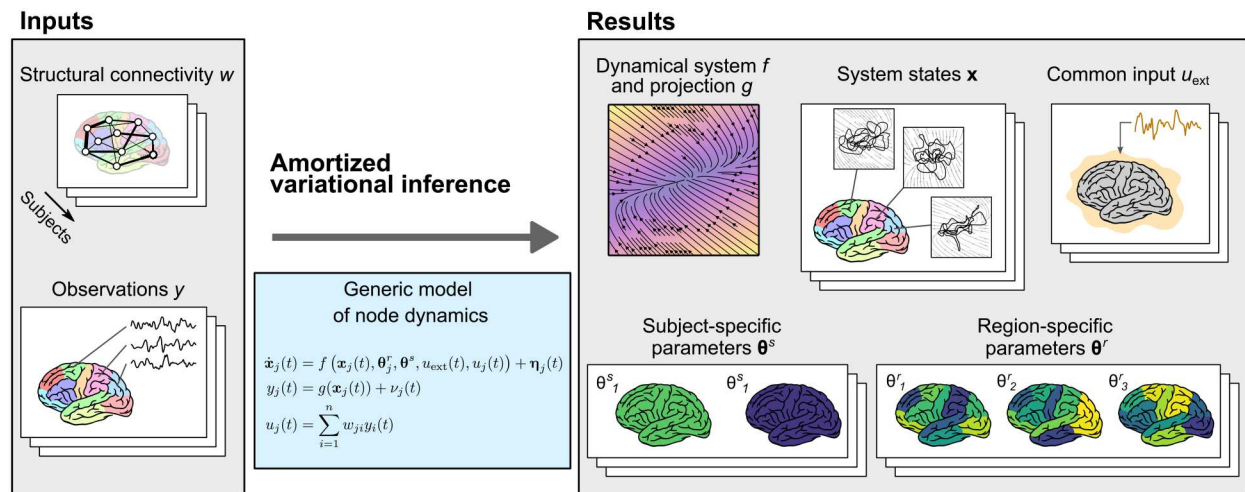 Inputs
Structural connectivity w
Subjects
Observations y
Amortized
variational inference
Generic model
of node dynamics
ẋ_j(t) = f (x_j(t), θ^r_j, θ^s, u_ext(t), u_j(t)) + η_j(t)
y_j(t) = g(x_j(t)) + ν_j(t)
u_j(t) = ∑_{i=1}^{n} w_{ji} y_i(t)
Results
Dynamical system f
and projection g
System states x
Common input u_ext
Subject-specific
parameters θ^s
θ^s_1
θ^s_1
Region-specific
parameters θ^r
θ^r_1
θ^r_2
θ^r_3